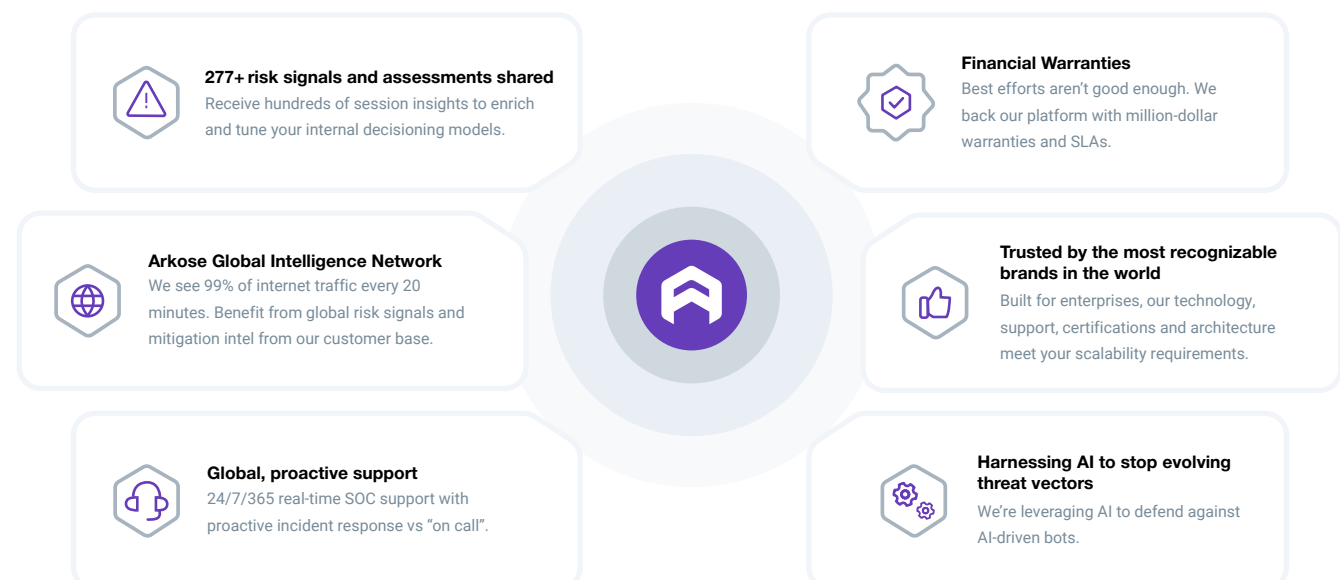 277+ risk signals and assessments shared
Receive hundreds of session insights to enrich
and tune your internal decisioning models.
Financial Warranties
Best efforts aren’t good enough. We
back our platform with million-dollar
warranties and SLAs.
Arkose Global Intelligence Network
We see 99% of internet traffic every 20
minutes. Benefit from global risk signals and
mitigation intel from our customer base.
Trusted by the most recognizable
brands in the world
Built for enterprises, our technology,
support, certifications and architecture
meet your scalability requirements.
Global, proactive support
24/7/365 real-time SOC support with
proactive incident response vs “on call”.
Harnessing AI to stop evolving
threat vectors
We’re leveraging AI to defend against
AI-driven bots.